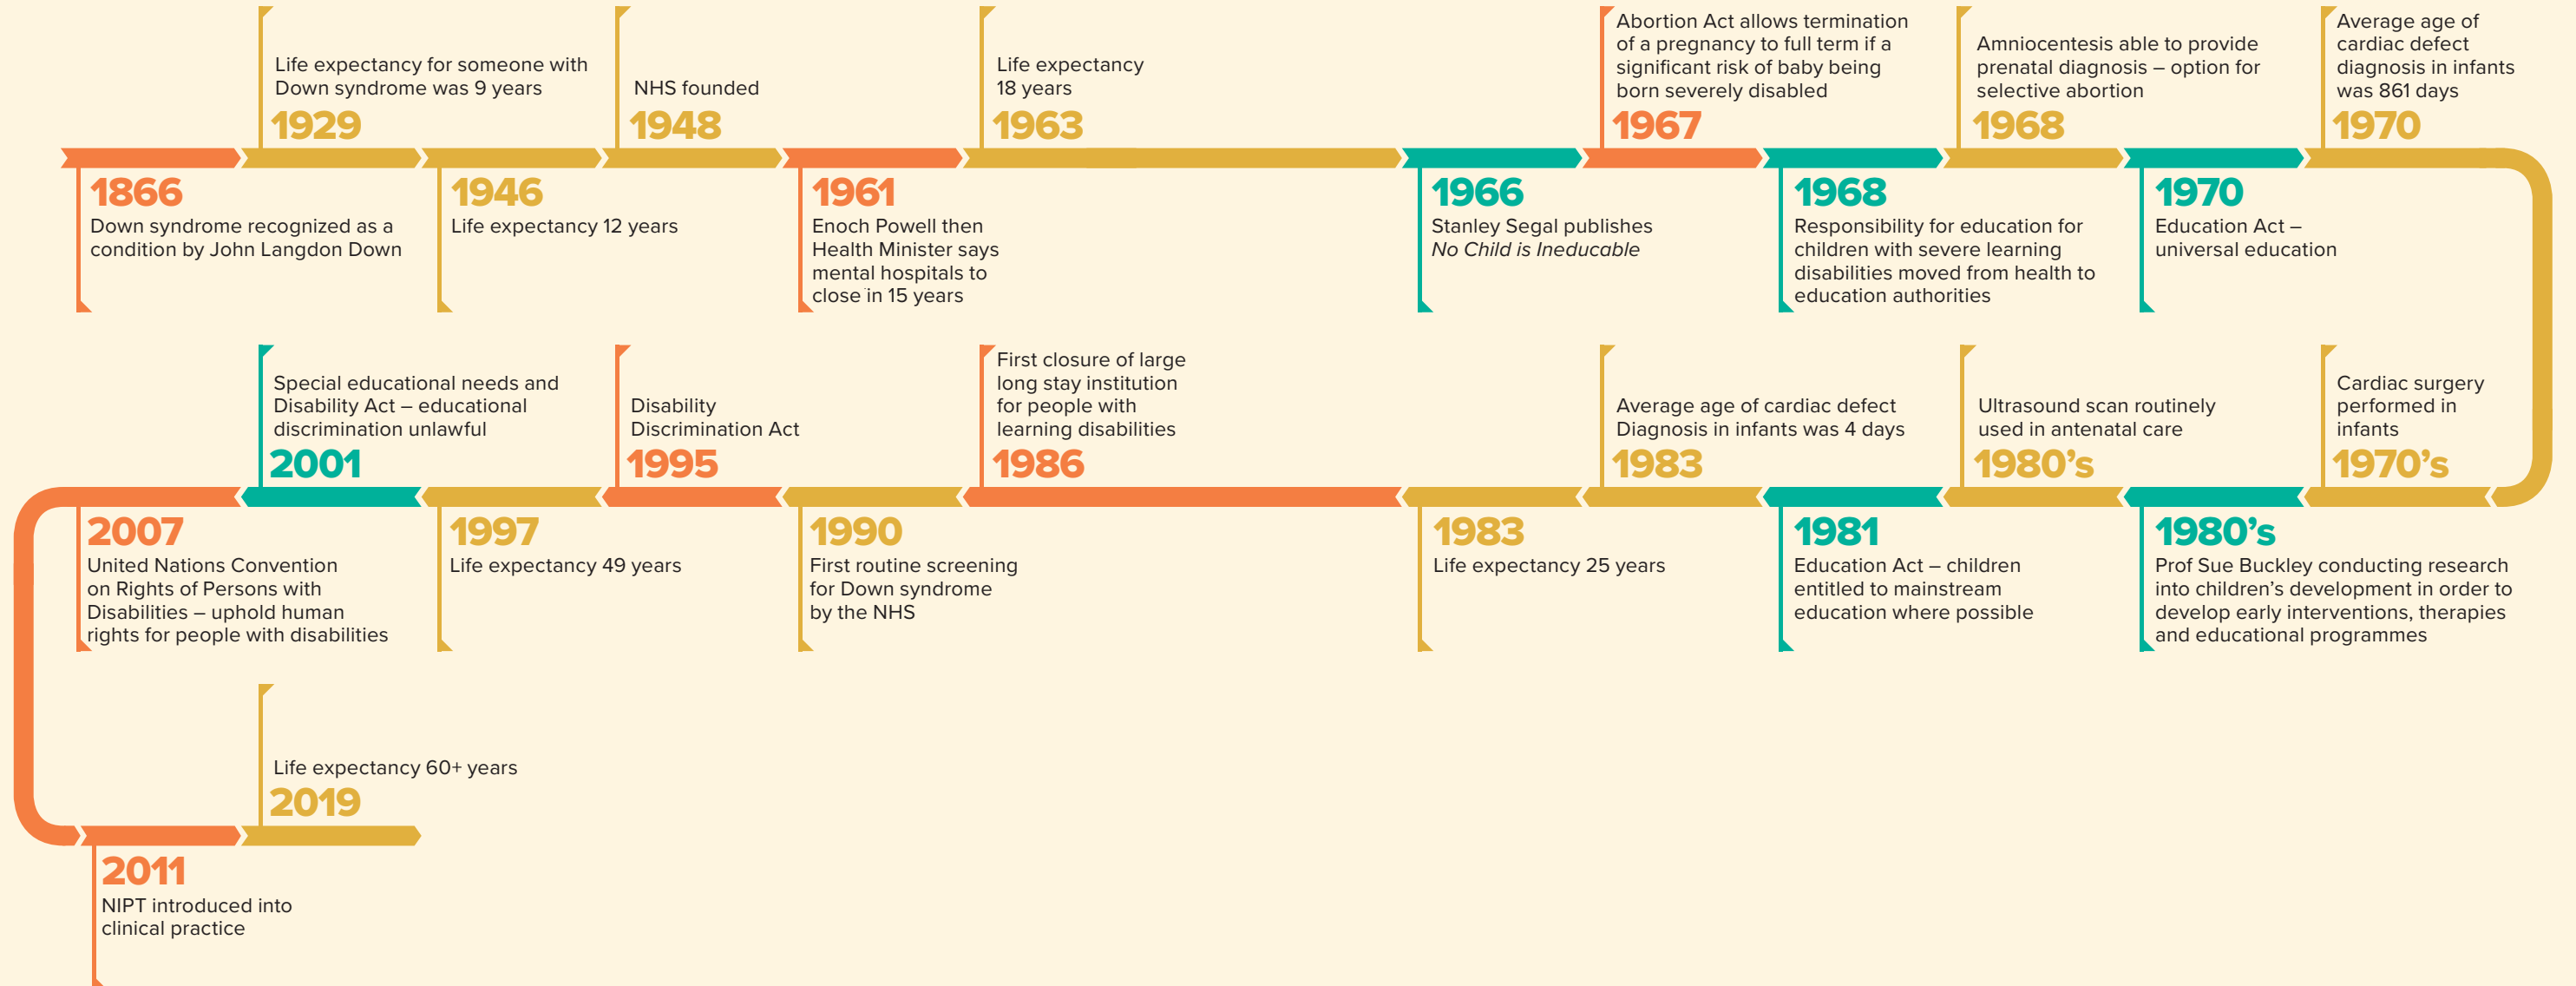 1866
Down syndrome recognized as a
condition by John Langdon Down
Life expectancy for someone with
Down syndrome was 9 years
1929
1946
Life expectancy 12 years
NHS founded
1948
1961
Enoch Powell then
Health Minister says
mental hospitals to
close in 15 years
Life expectancy
18 years
1963
1966
Stanley Segal publishes
No Child is Ineducable
Abortion Act allows termination
of a pregnancy to full term if a
significant risk of baby being
born severely disabled
1967
1968
Responsibility for education for
children with severe learning
disabilities moved from health to
education authorities
Amniocentesis able to provide
prenatal diagnosis – option for
selective abortion
1968
1970
Education Act –
universal education
Average age of
cardiac defect
diagnosis in infants
was 861 days
1970
Cardiac surgery
performed in
infants
1970’s
1980’s
Prof Sue Buckley conducting research
into children’s development in order to
develop early interventions, therapies
and educational programmes
Ultrasound scan routinely
used in antenatal care
1980’s
1981
Education Act – children
entitled to mainstream
education where possible
Average age of cardiac defect
Diagnosis in infants was 4 days
1983
1983
Life expectancy 25 years
First closure of large
long stay institution
for people with
learning disabilities
1986
1990
First routine screening
for Down syndrome
by the NHS
Disability
Discrimination Act
1995
1997
Life expectancy 49 years
Special educational needs and
Disability Act – educational
discrimination unlawful
2001
2007
United Nations Convention
on Rights of Persons with
Disabilities – uphold human
rights for people with disabilities
2011
NIPT introduced into
clinical practice
Life expectancy 60+ years
2019